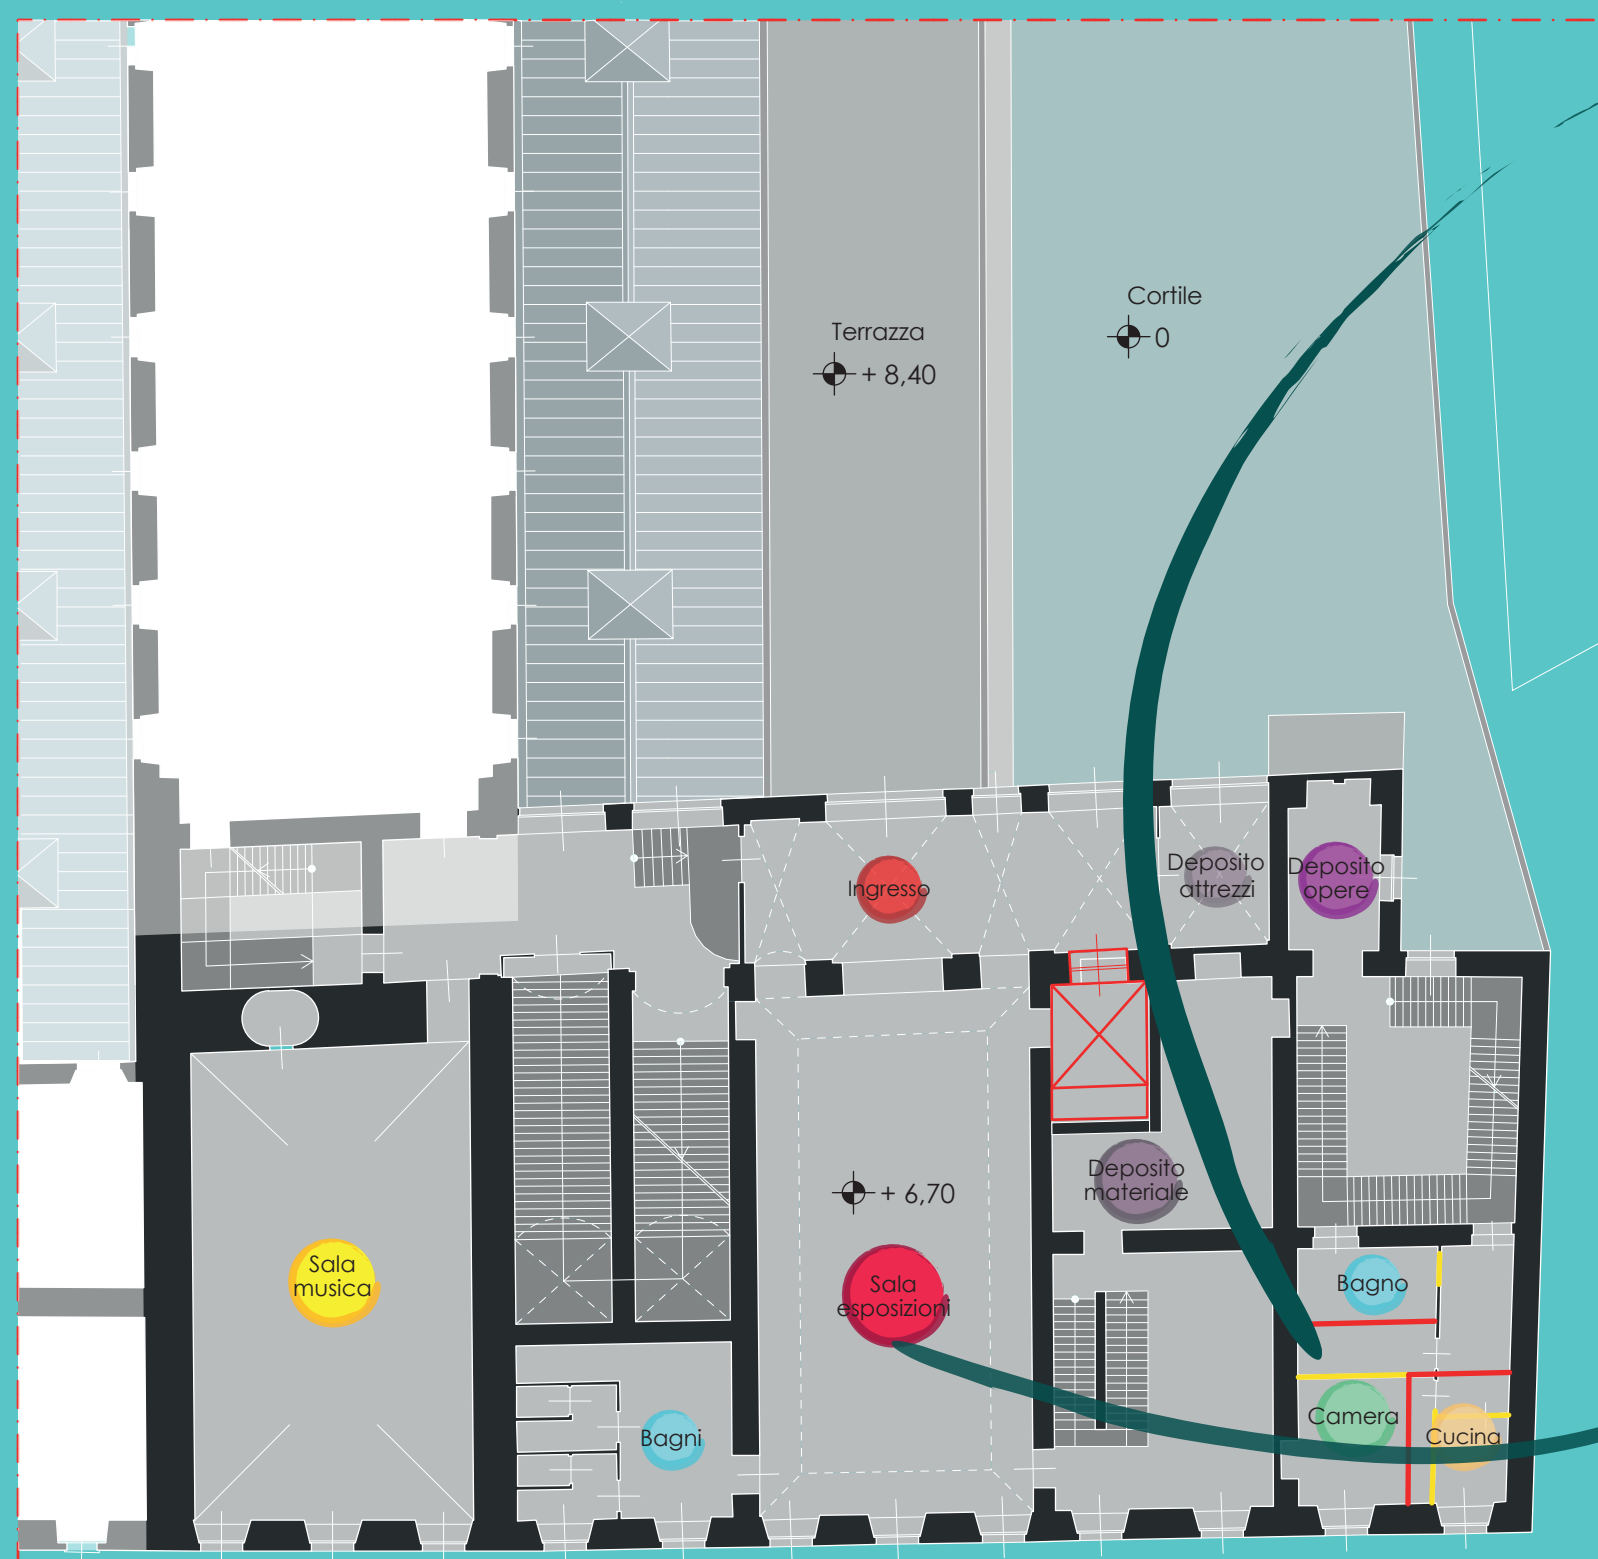 Cortile
0
Terrazza
+ 8,40
Ingresso
Deposito
attrezzi
Deposito
opere
Deposito
materiale
+ 6,70
Sala
musica
Sala
esposizioni
Bagno
Bagni
Camera
Cucina